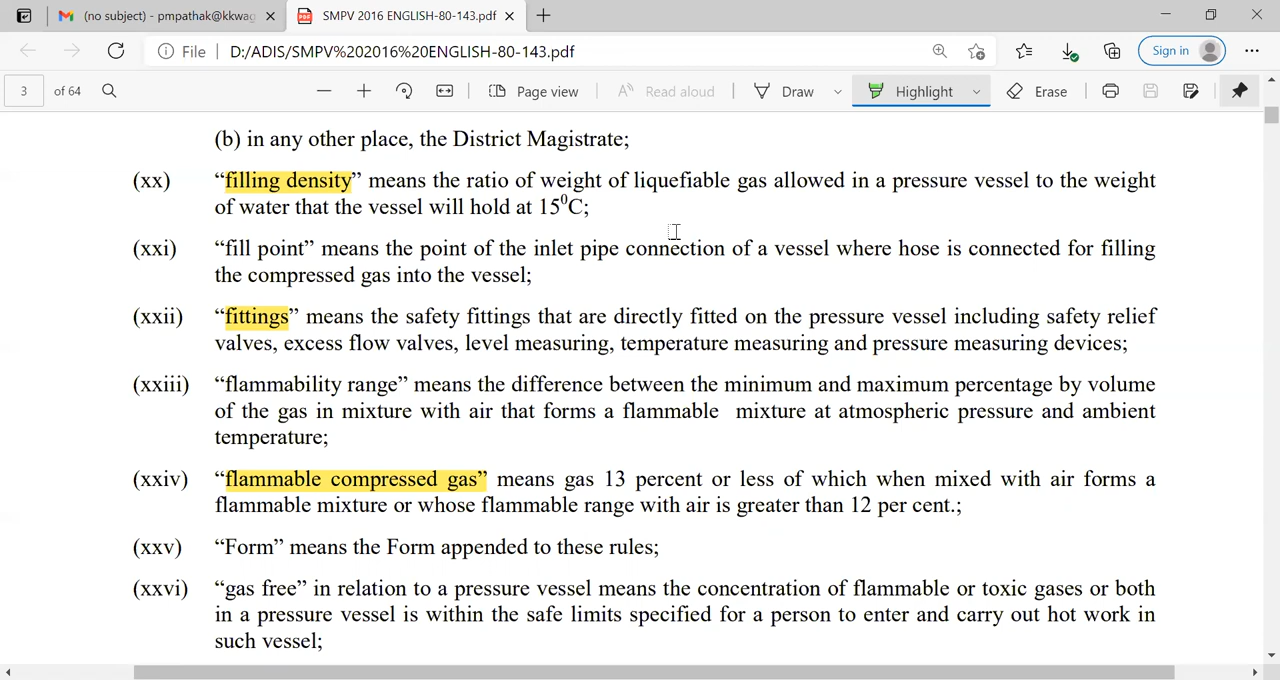 (no subject) - pmpathak@kkwag
SMPV 2016 ENGLISH-80-143.pdf
File D:/ADIS/SMPV%202016%20ENGLISH-80-143.pdf
Sign in
3 of 64
Page view
Read aloud
Draw
Highlight
Erase
(b) in any other place, the District Magistrate;
(xx) “filling density” means the ratio of weight of liquefiable gas allowed in a pressure vessel to the weight
of water that the vessel will hold at 15⁰C;
(xxi) “fill point” means the point of the inlet pipe connection of a vessel where hose is connected for filling
the compressed gas into the vessel;
(xxii) “fittings” means the safety fittings that are directly fitted on the pressure vessel including safety relief
valves, excess flow valves, level measuring, temperature measuring and pressure measuring devices;
(xxiii) “flammability range” means the difference between the minimum and maximum percentage by volume
of the gas in mixture with air that forms a flammable mixture at atmospheric pressure and ambient
temperature;
(xxiv) “flammable compressed gas” means gas 13 percent or less of which when mixed with air forms a
flammable mixture or whose flammable range with air is greater than 12 per cent.;
(xxv) “Form” means the Form appended to these rules;
(xxvi) “gas free” in relation to a pressure vessel means the concentration of flammable or toxic gases or both
in a pressure vessel is within the safe limits specified for a person to enter and carry out hot work in
such vessel;